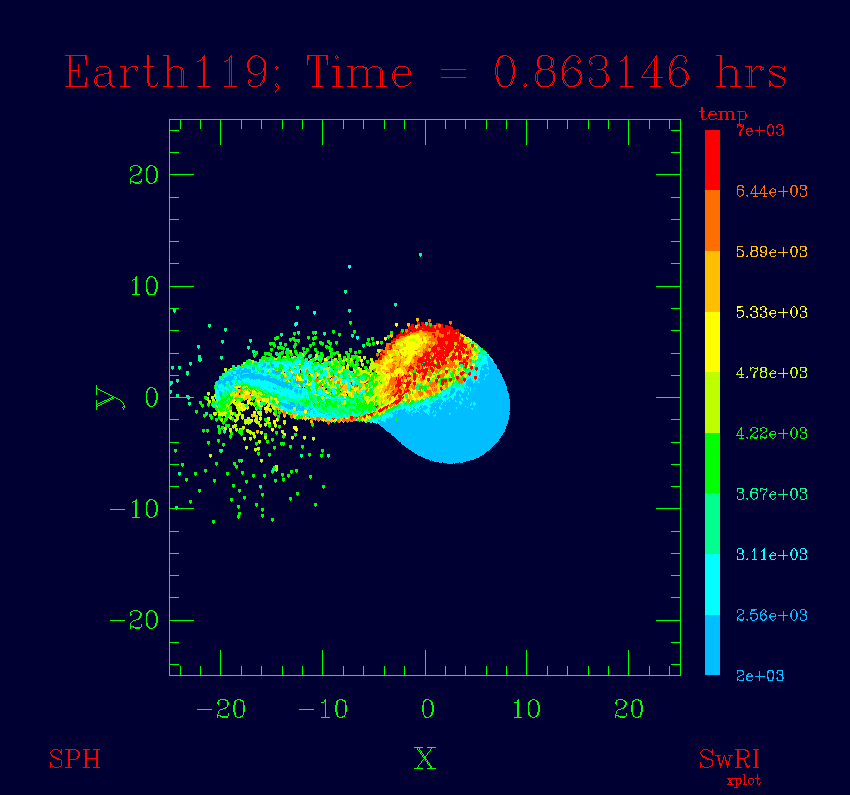 Earth119; Time = 0.863146 hrs
temp
7e+03
6.44e+03
5.89e+03
5.33e+03
4.78e+03
4.22e+03
3.67e+03
3.11e+03
2.56e+03
2e+03
20
10
0
-10
-20
y
-20 -10 0 10 20
X
SPH
SwRI
xplot